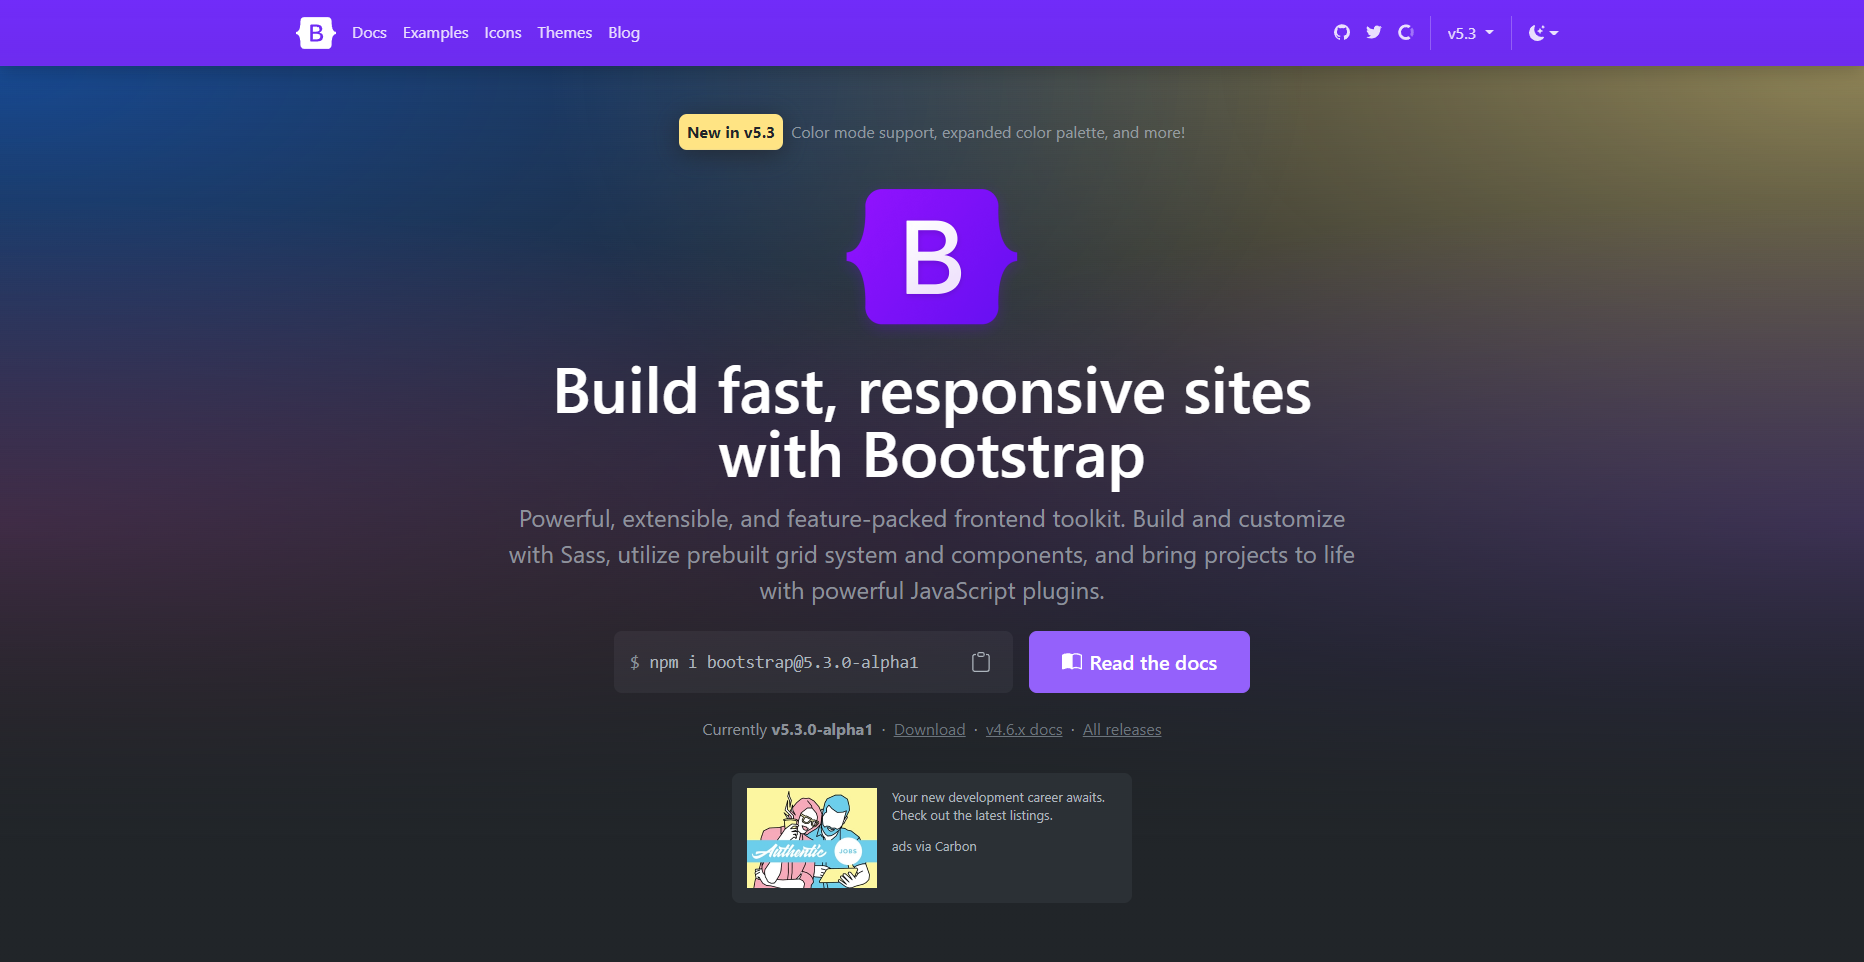 B Docs Examples Icons Themes Blog v5.3
New in v5.3 Color mode support, expanded color palette, and more!
B
Build fast, responsive sites
with Bootstrap
Powerful, extensible, and feature-packed frontend toolkit. Build and customize
with Sass, utilize prebuilt grid system and components, and bring projects to life
with powerful JavaScript plugins.
$ npm i bootstrap@5.3.0-alpha1
Read the docs
Currently v5.3.0-alpha1 · Download · v4.6.x docs · All releases
Authentic JOBS
Your new development career awaits.
Check out the latest listings.
ads via Carbon